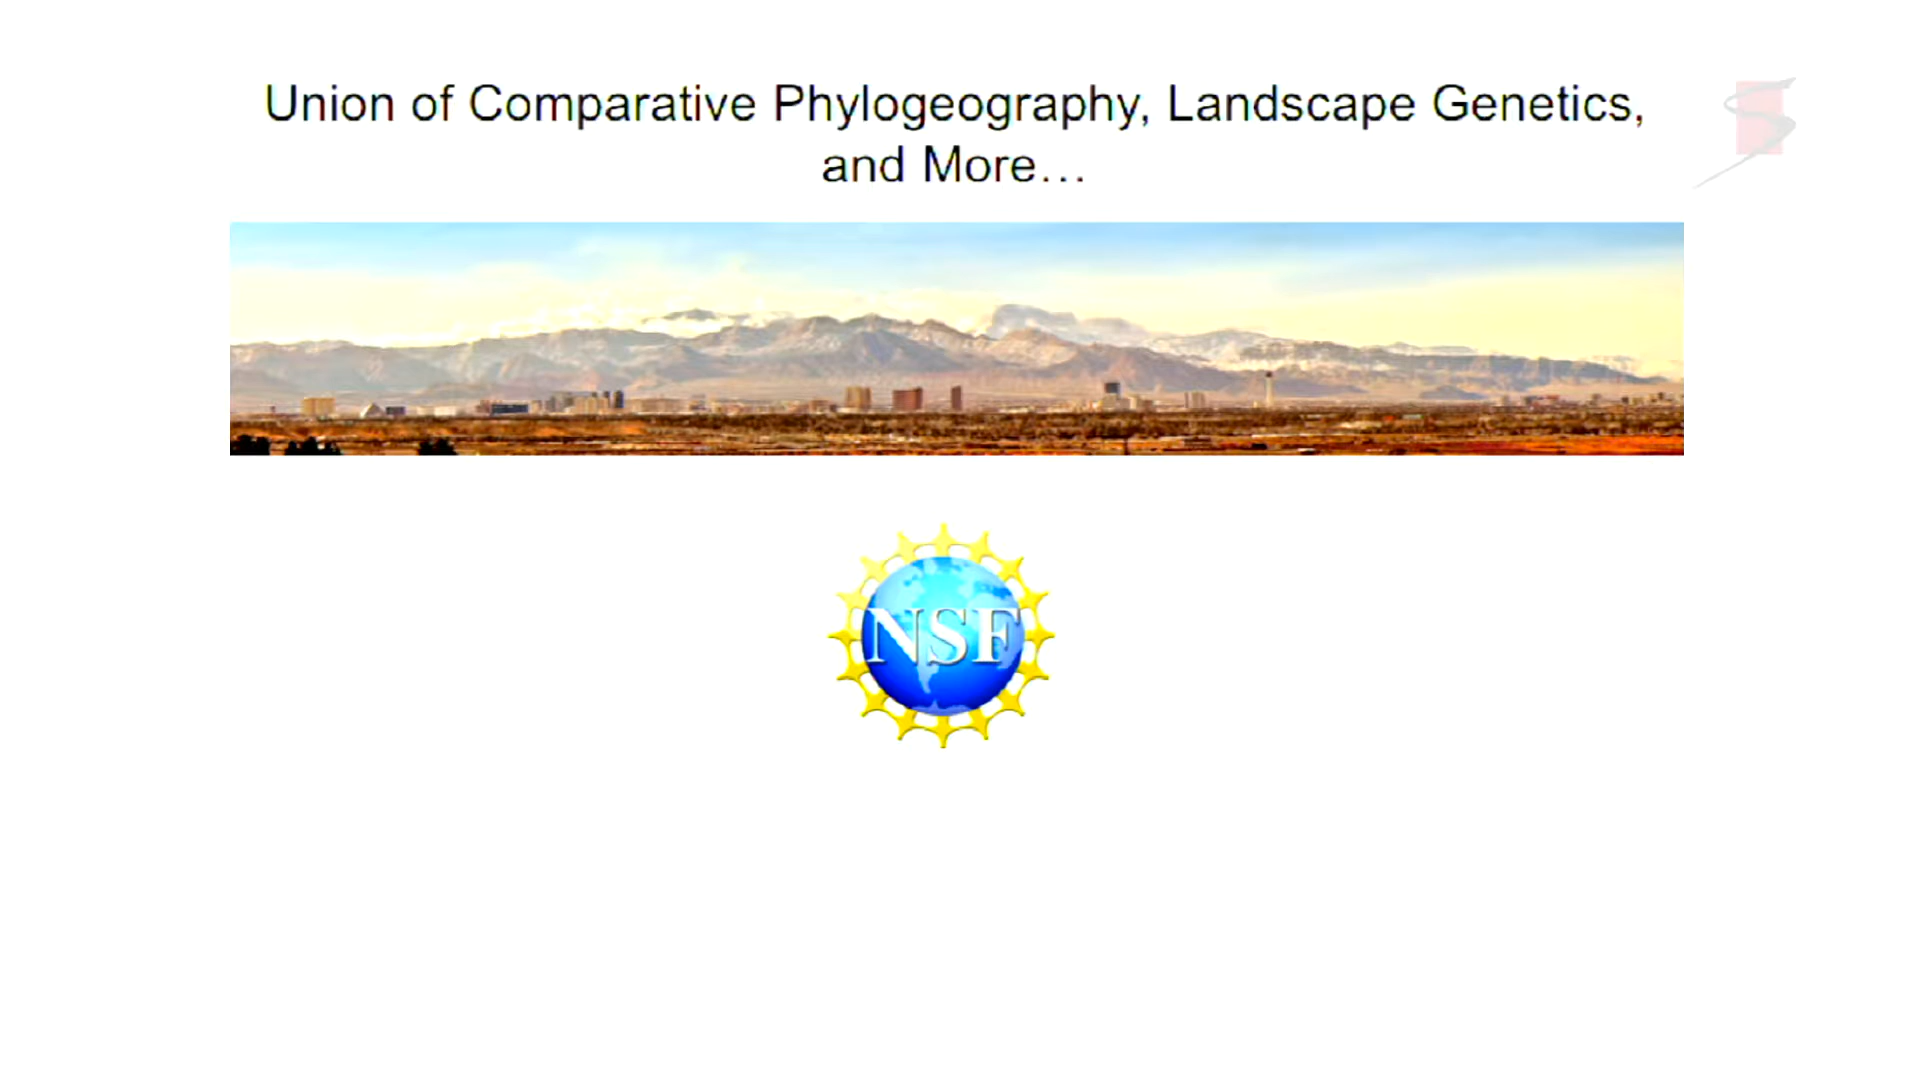 Union of Comparative Phylogeography, Landscape Genetics,
and More…
NSF